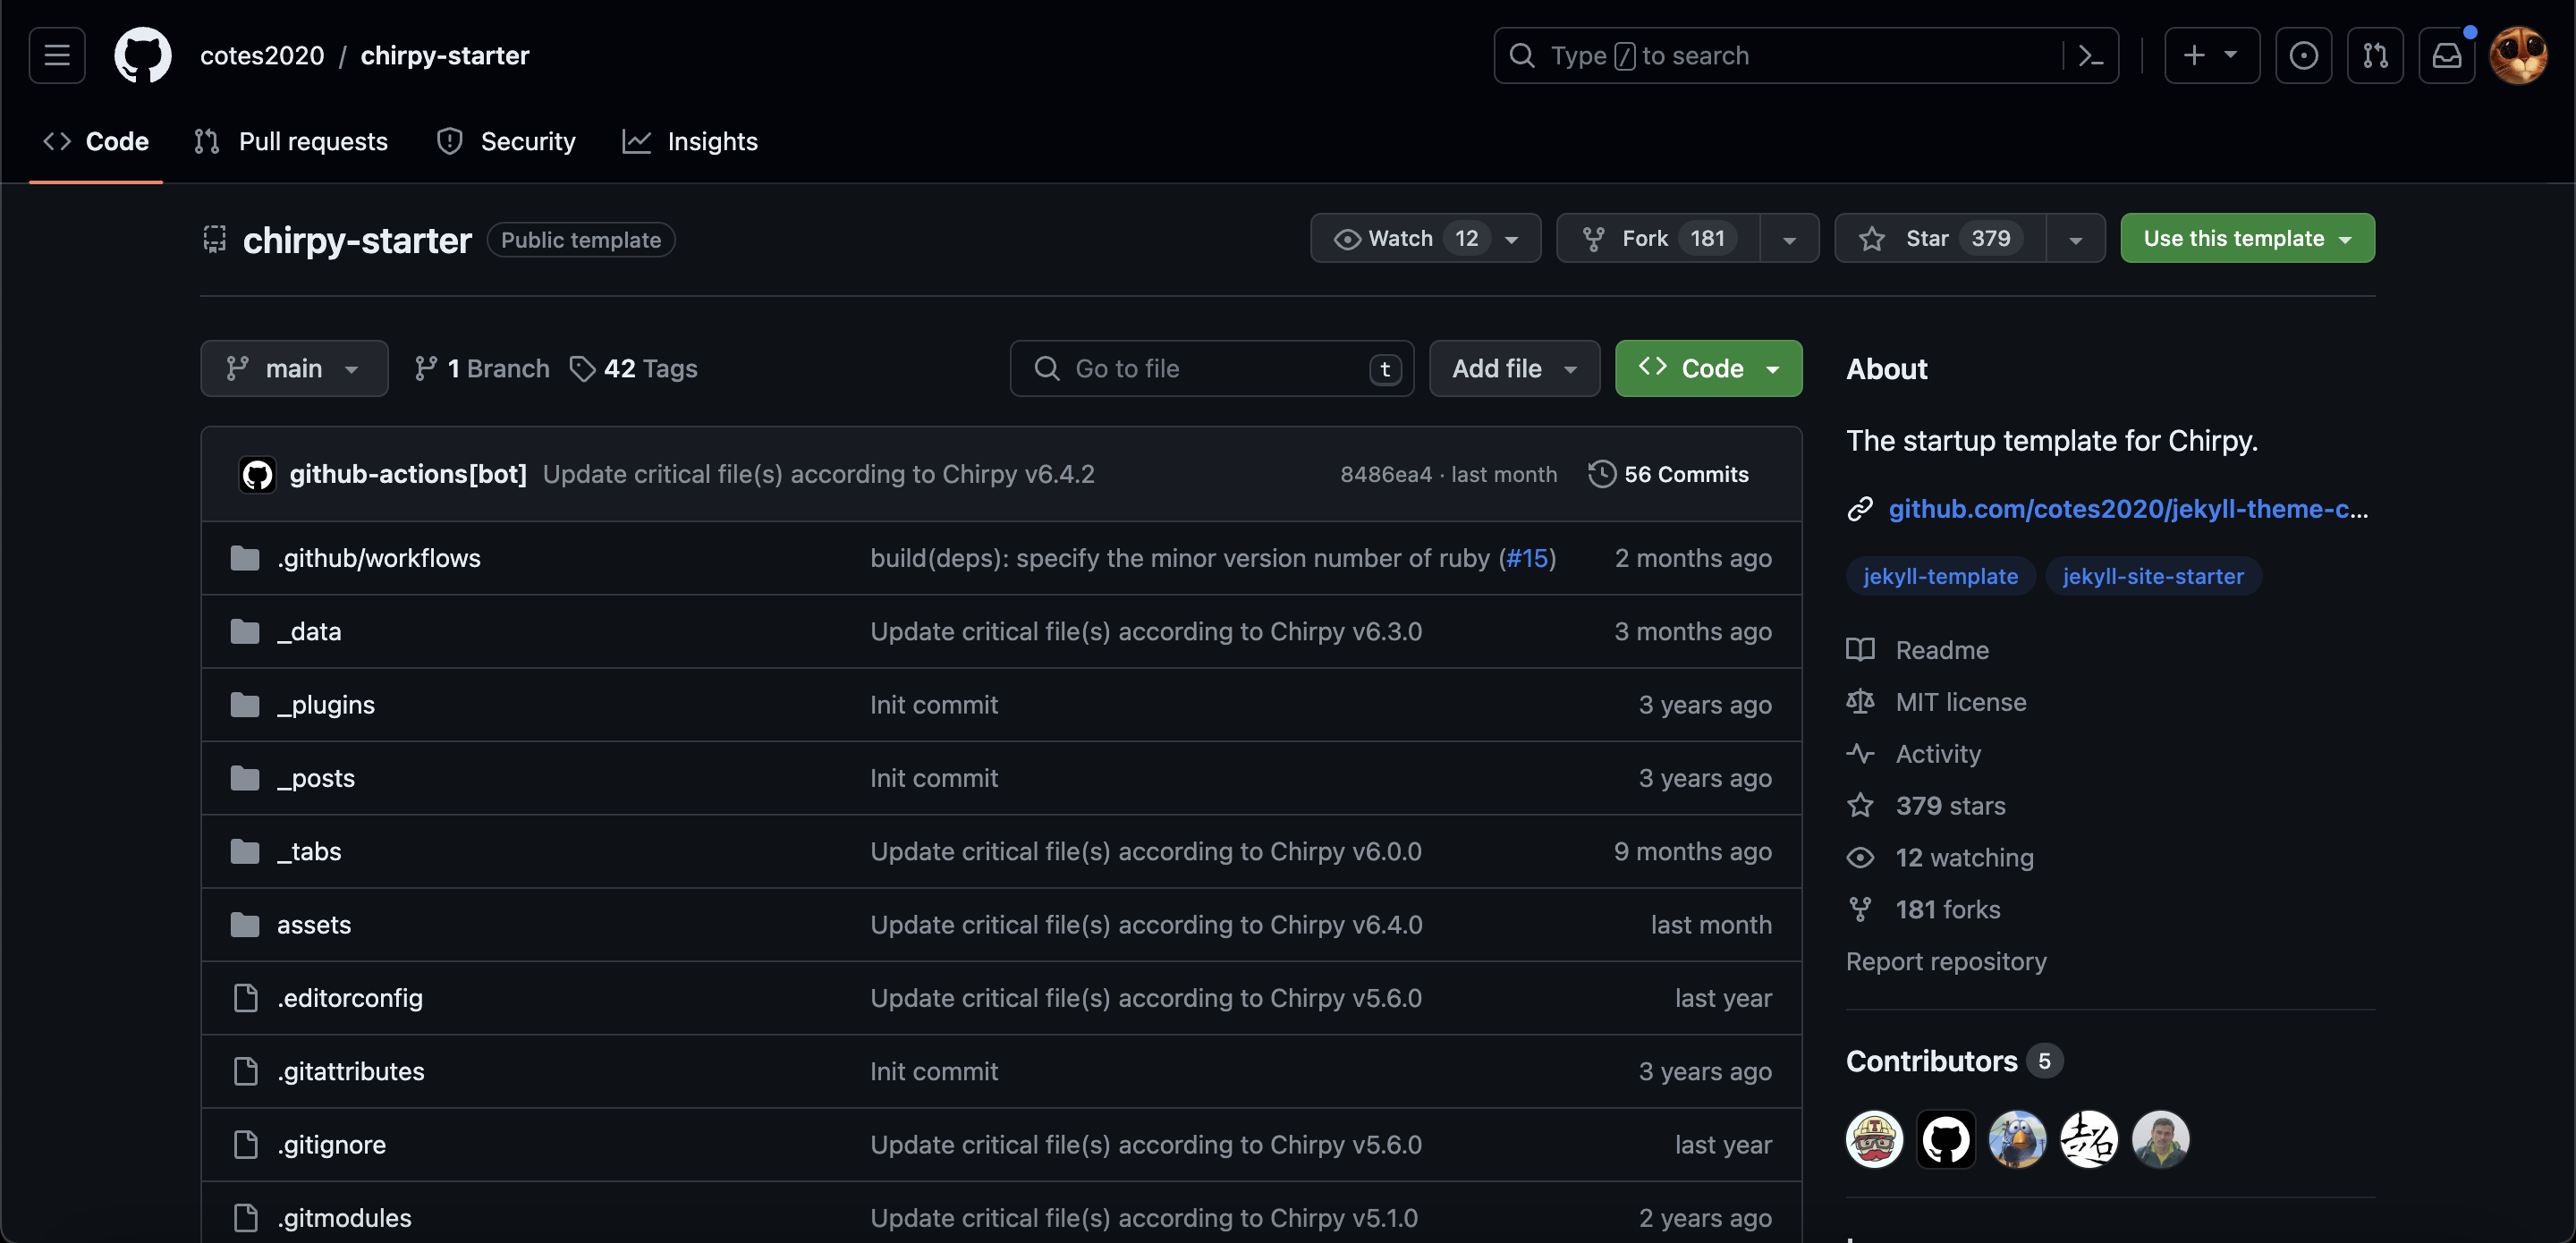 cotes2020 / chirpy-starter
Type / to search
Code Pull requests Security Insights
chirpy-starter Public template
Watch 12 Fork 181 Star 379 Use this template
main 1 Branch 42 Tags Go to file t Add file Code
github-actions[bot] Update critical file(s) according to Chirpy v6.4.2 8486ea4 · last month 56 Commits
.github/workflows build(deps): specify the minor version number of ruby (#15) 2 months ago
_data Update critical file(s) according to Chirpy v6.3.0 3 months ago
_plugins Init commit 3 years ago
_posts Init commit 3 years ago
_tabs Update critical file(s) according to Chirpy v6.0.0 9 months ago
assets Update critical file(s) according to Chirpy v6.4.0 last month
.editorconfig Update critical file(s) according to Chirpy v5.6.0 last year
.gitattributes Init commit 3 years ago
.gitignore Update critical file(s) according to Chirpy v5.6.0 last year
.gitmodules Update critical file(s) according to Chirpy v5.1.0 2 years ago
About
The startup template for Chirpy.
github.com/cotes2020/jekyll-theme-c...
jekyll-template jekyll-site-starter
Readme
MIT license
Activity
379 stars
12 watching
181 forks
Report repository
Contributors 5